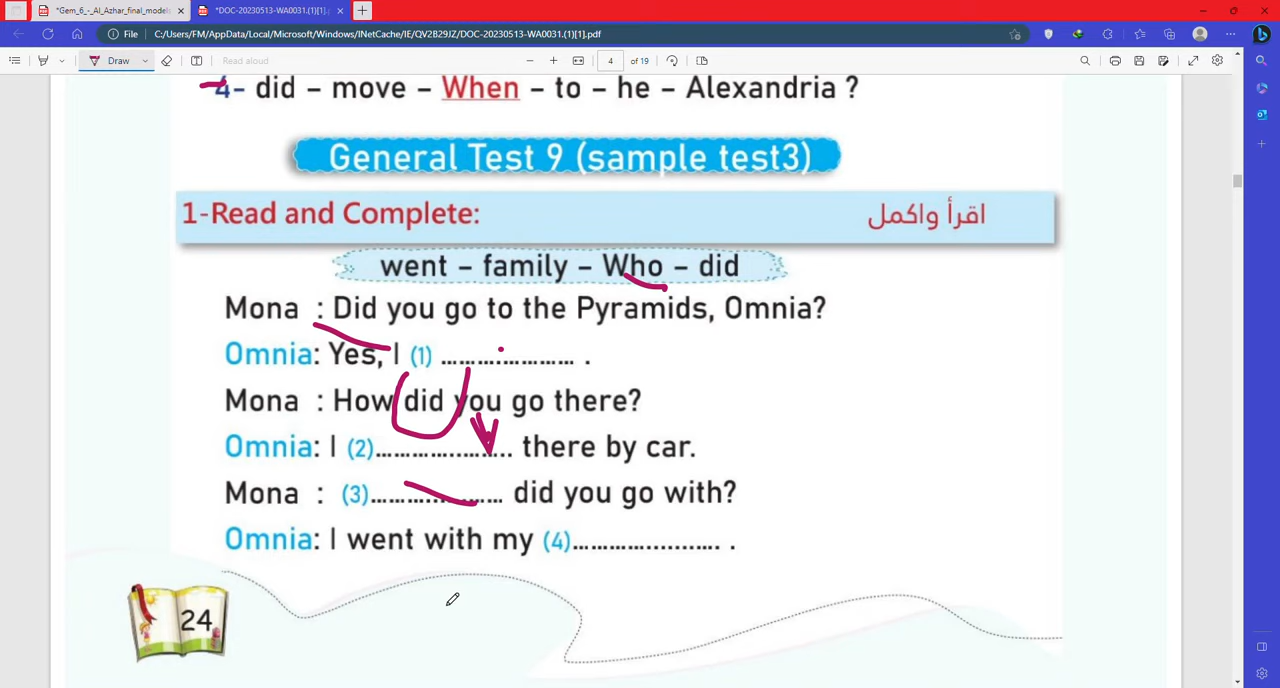 *Gem_6_-_Al_Azhar_final_models
*DOC-20230513-WA0031.(1)[1].pdf
File C:/Users/FM/AppData/Local/Microsoft/Windows/INetCache/IE/QV2B29JZ/DOC-20230513-WA0031.(1)[1].pdf
Draw Read aloud 4 of 19
4- did – move – When – to – he – Alexandria ?
General Test 9 (sample test3)
1-Read and Complete: اقرأ واكمل
went – family – Who – did
Mona : Did you go to the Pyramids, Omnia?
Omnia: Yes, I (1) ..................... .
Mona : How did you go there?
Omnia: I (2)..................... there by car.
Mona : (3)..................... did you go with?
Omnia: I went with my (4)..................... .
24